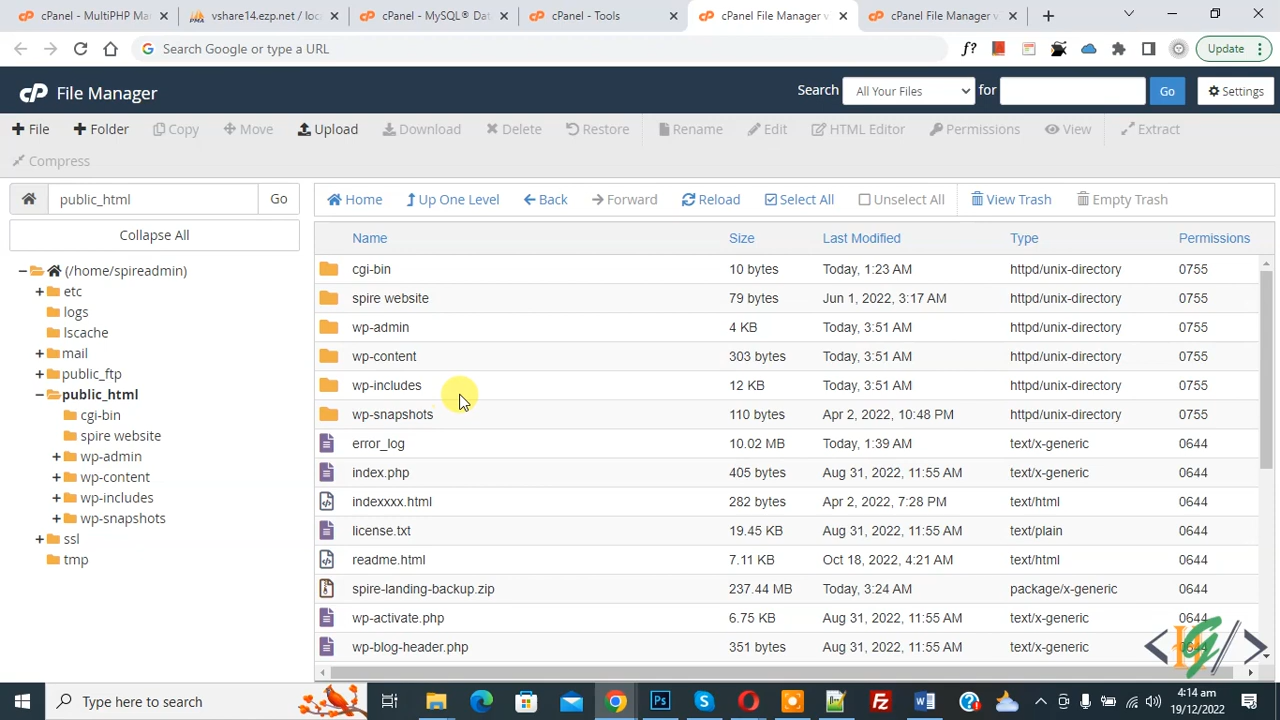 cPanel - MultiPHP Ma
vshare14.ezp.net / loca
cPanel - MySQL® Dat
cPanel - Tools
cPanel File Manager v
cPanel File Manager v
Search Google or type a URL
f?
Update
cP File Manager
Search All Your Files for Go Settings
File Folder Copy Move Upload Download Delete Restore Rename Edit HTML Editor Permissions View Extract
Compress
public_html Go
Home Up One Level Back Forward Reload Select All Unselect All View Trash Empty Trash
Collapse All
(/home/spireadmin)
etc
logs
lscache
mail
public_ftp
public_html
cgi-bin
spire website
wp-admin
wp-content
wp-includes
wp-snapshots
ssl
tmp
Name Size Last Modified Type Permissions
cgi-bin 10 bytes Today, 1:23 AM httpd/unix-directory 0755
spire website 79 bytes Jun 1, 2022, 3:17 AM httpd/unix-directory 0755
wp-admin 4 KB Today, 3:51 AM httpd/unix-directory 0755
wp-content 303 bytes Today, 3:51 AM httpd/unix-directory 0755
wp-includes 12 KB Today, 3:51 AM httpd/unix-directory 0755
wp-snapshots 110 bytes Apr 2, 2022, 10:48 PM httpd/unix-directory 0755
error_log 10.02 MB Today, 1:39 AM text/x-generic 0644
index.php 405 bytes Aug 31, 2022, 11:55 AM text/x-generic 0644
indexxxx.html 282 bytes Apr 2, 2022, 7:28 PM text/html 0644
license.txt 19.45 KB Aug 31, 2022, 11:55 AM text/plain 0644
readme.html 7.11 KB Oct 18, 2022, 4:21 AM text/html 0644
spire-landing-backup.zip 237.44 MB Today, 3:24 AM package/x-generic 0644
wp-activate.php 6.75 KB Aug 31, 2022, 11:55 AM text/x-generic 0644
wp-blog-header.php 351 bytes Aug 31, 2022, 11:55 AM text/x-generic 0644
Type here to search
4:14 am
19/12/2022